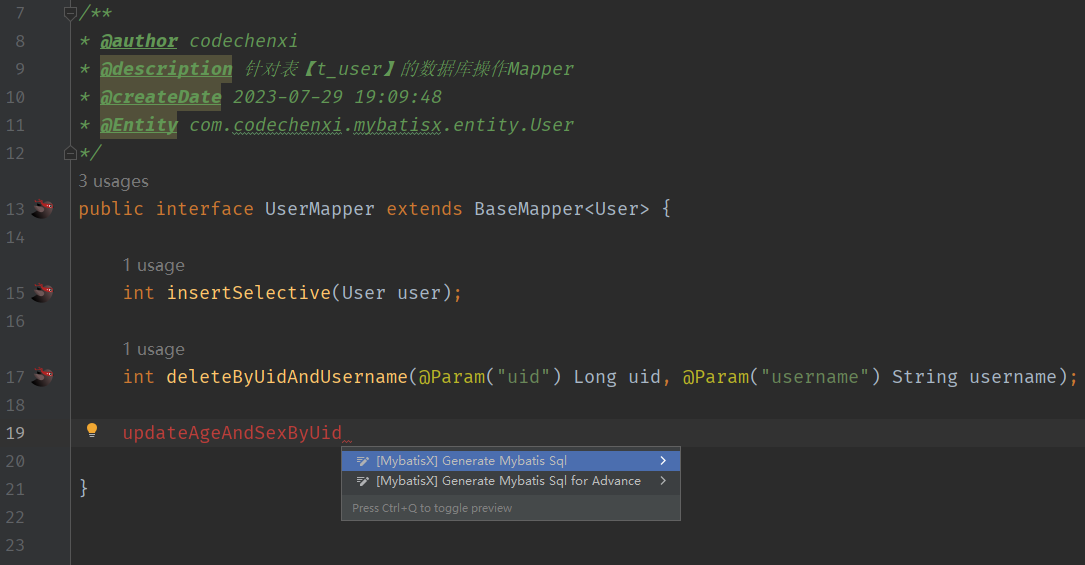 7 /**
8 * @author codechenxi
9 * @description 针对表【t_user】的数据库操作Mapper
10 * @createDate 2023-07-29 19:09:48
11 * @Entity com.codechenxi.mybatisx.entity.User
12 */
3 usages
13 public interface UserMapper extends BaseMapper<User> {
14
1 usage
15 int insertSelective(User user);
16
1 usage
17 int deleteByUidAndUsername(@Param("uid") Long uid, @Param("username") String username);
18
19 updateAgeAndSexByUid
[MybatisX] Generate Mybatis Sql
20 [MybatisX] Generate Mybatis Sql for Advance
Press Ctrl+Q to toggle preview
21 }
22
23